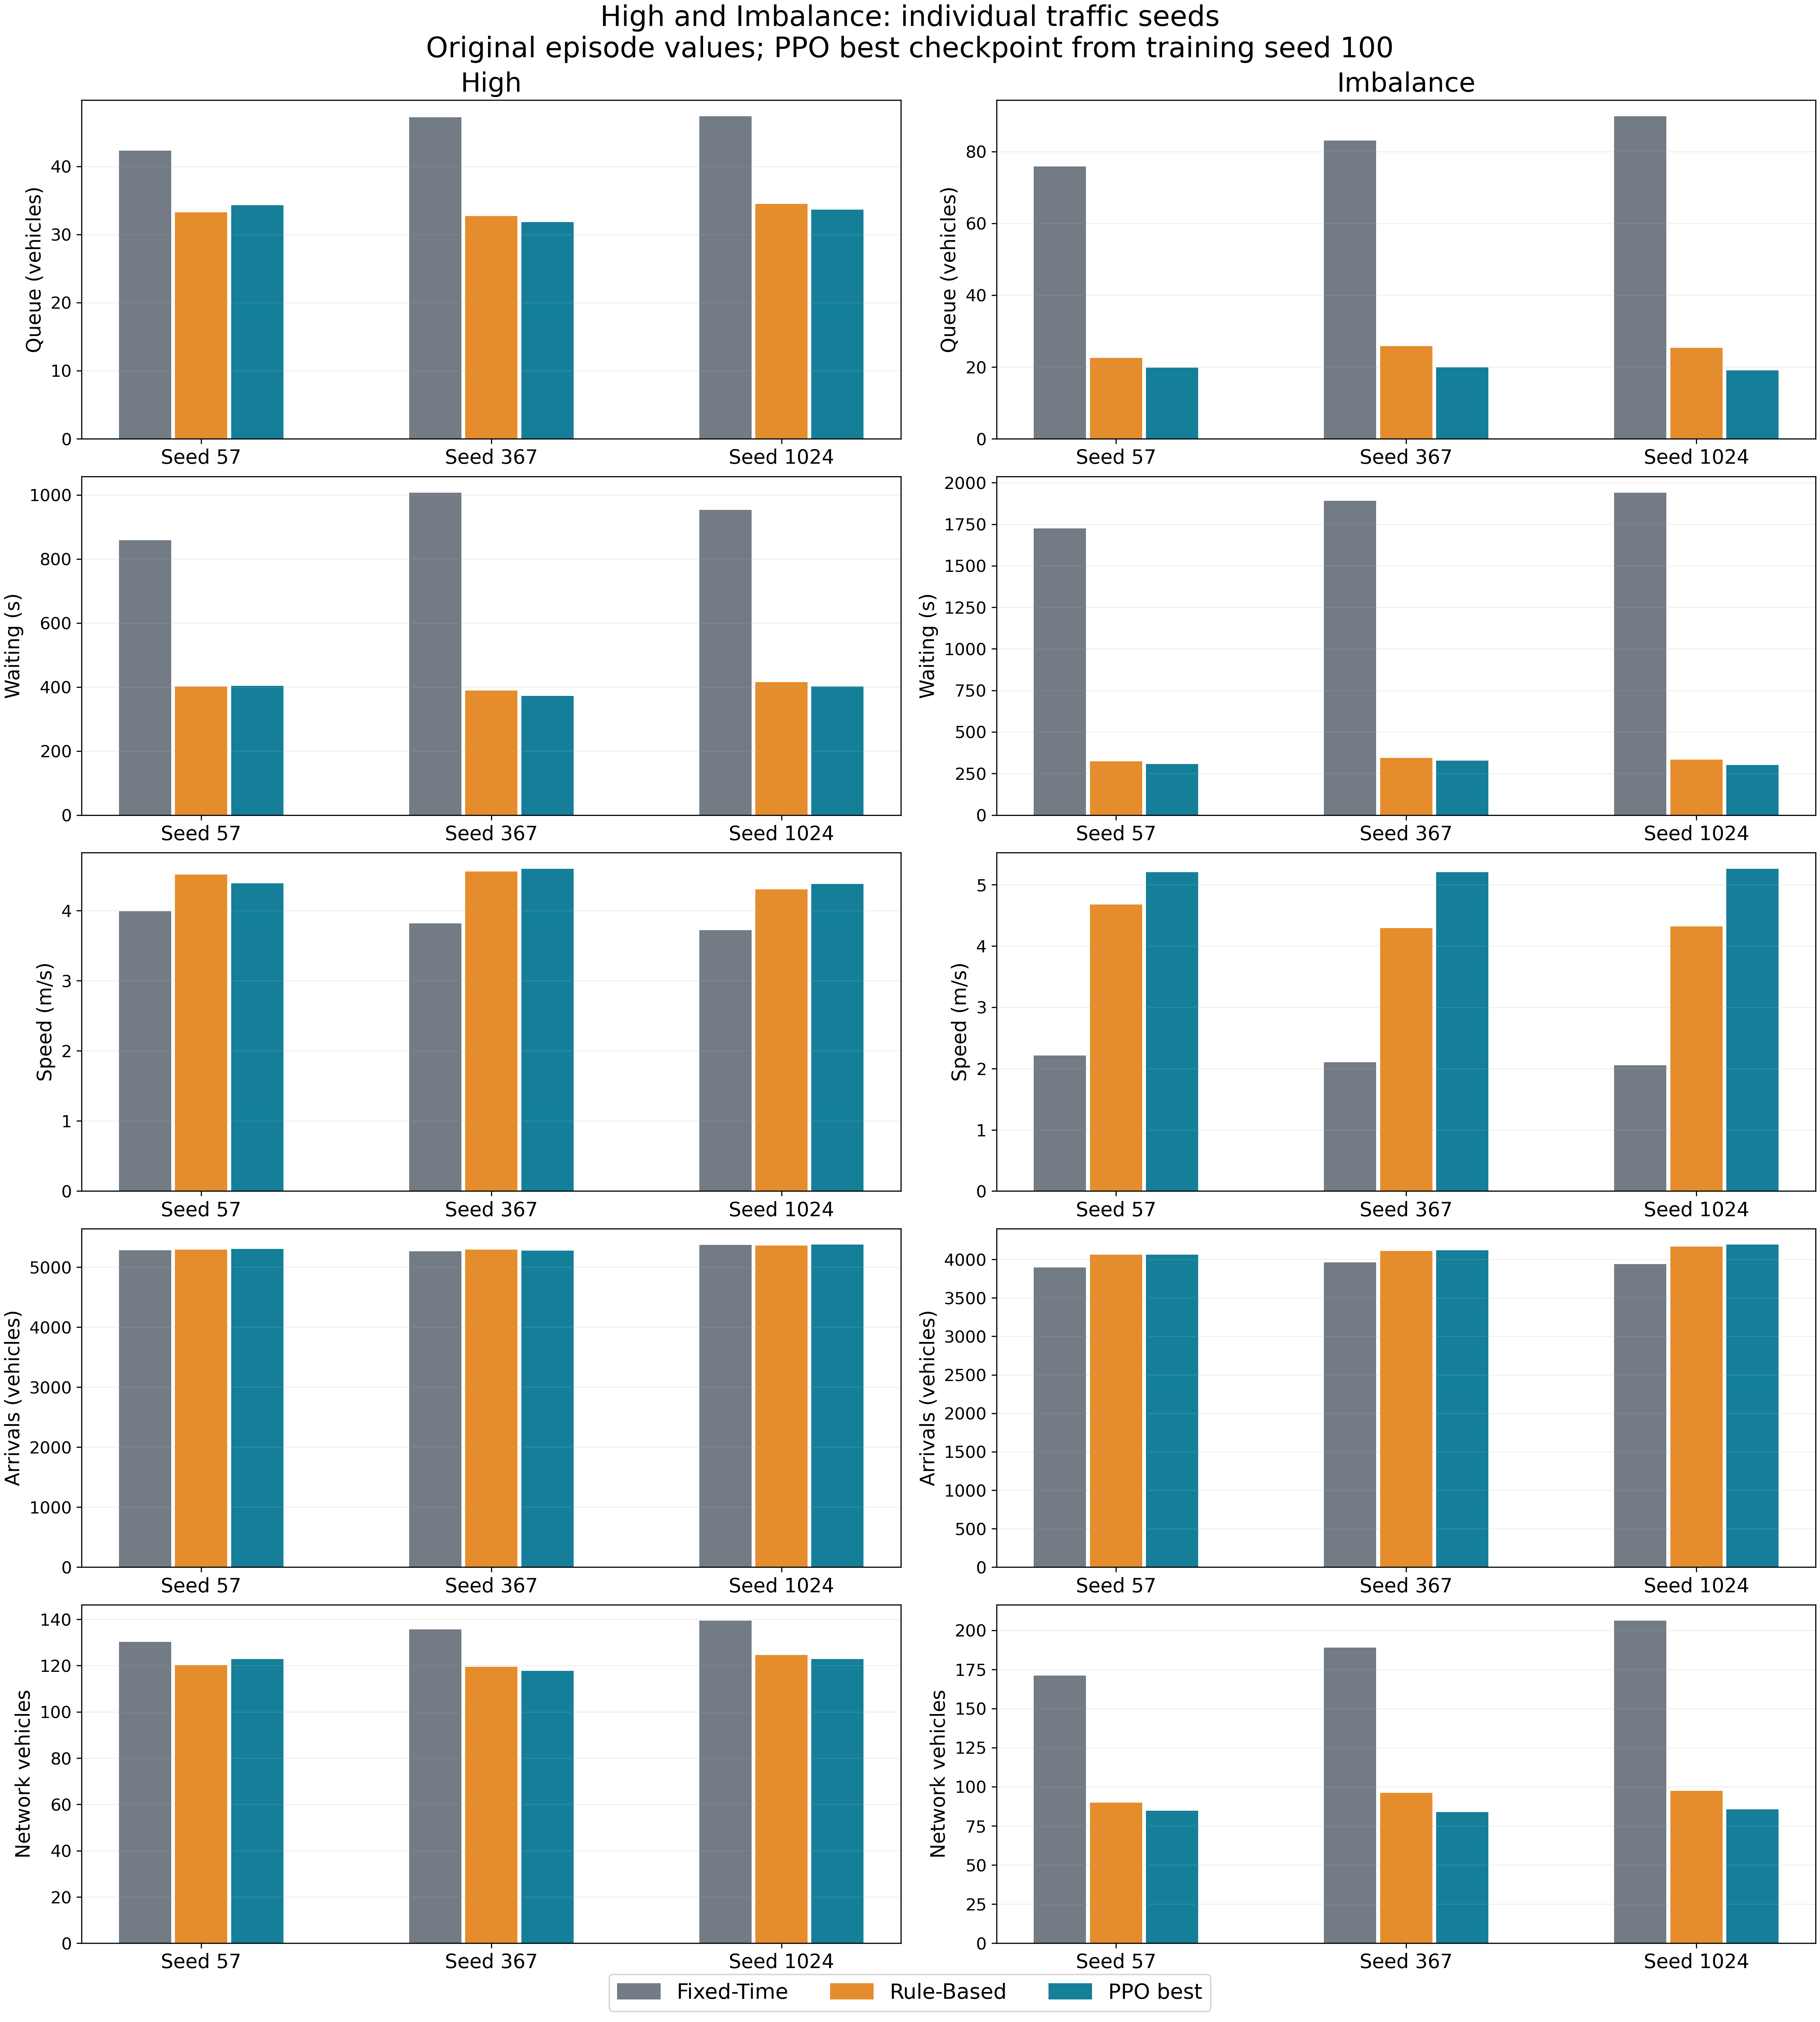 High and Imbalance: individual traffic seeds
Original episode values; PPO best checkpoint from training seed 100
High
Queue (vehicles)
40
30
20
10
0
Seed 57 Seed 367 Seed 1024
Imbalance
Queue (vehicles)
80
60
40
20
0
Seed 57 Seed 367 Seed 1024
Waiting (s)
1000
800
600
400
200
0
Seed 57 Seed 367 Seed 1024
Waiting (s)
2000
1750
1500
1250
1000
750
500
250
0
Seed 57 Seed 367 Seed 1024
Speed (m/s)
4
3
2
1
0
Seed 57 Seed 367 Seed 1024
Speed (m/s)
5
4
3
2
1
0
Seed 57 Seed 367 Seed 1024
Arrivals (vehicles)
5000
4000
3000
2000
1000
0
Seed 57 Seed 367 Seed 1024
Arrivals (vehicles)
4000
3500
3000
2500
2000
1500
1000
500
0
Seed 57 Seed 367 Seed 1024
Network vehicles
140
120
100
80
60
40
20
0
Seed 57 Seed 367 Seed 1024
Network vehicles
200
175
150
125
100
75
50
25
0
Seed 57 Seed 367 Seed 1024
Fixed-Time Rule-Based PPO best